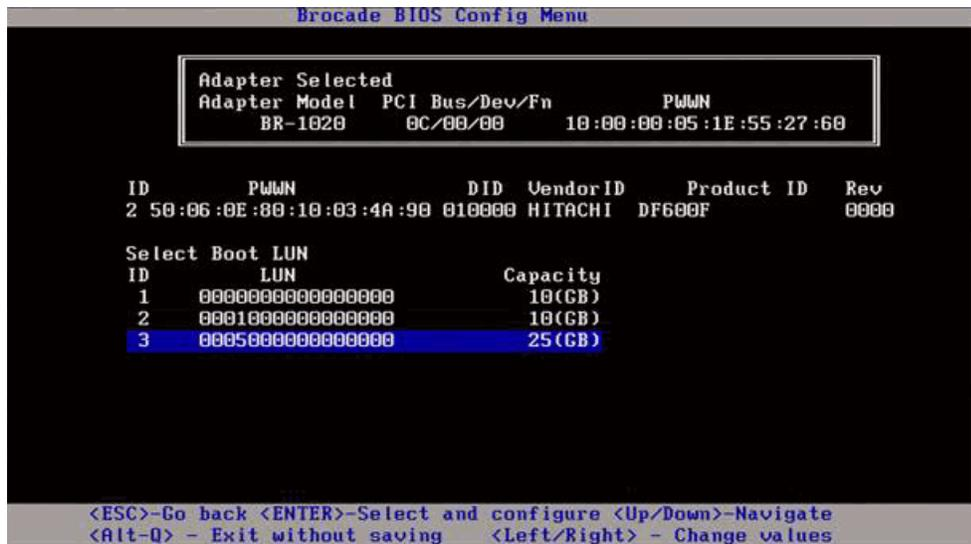 Brocade BIOS Config Menu
Adapter Selected
Adapter Model PCI Bus/Dev/Fn PWWN
BR-1020 0C/00/00 10:00:00:05:1E:55:27:60
ID PWWN DID VendorID Product ID Rev
2 50:06:0E:80:10:03:4A:90 010000 HITACHI DF600F 0000
Select Boot LUN
ID LUN Capacity
1 0000000000000000 10(GB)
2 0001000000000000 10(GB)
3 0005000000000000 25(GB)
<ESC>-Go back <ENTER>-Select and configure <Up/Down>-Navigate
<Alt-Q> - Exit without saving <Left/Right> - Change values